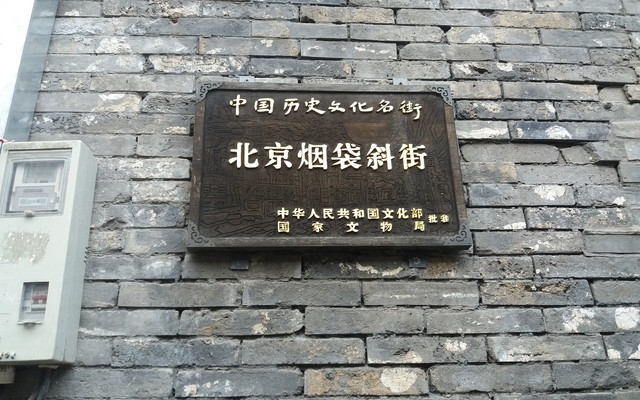 中国历史文化名街
北京烟袋斜街
中华人民共和国文化部
国家文物局
批准